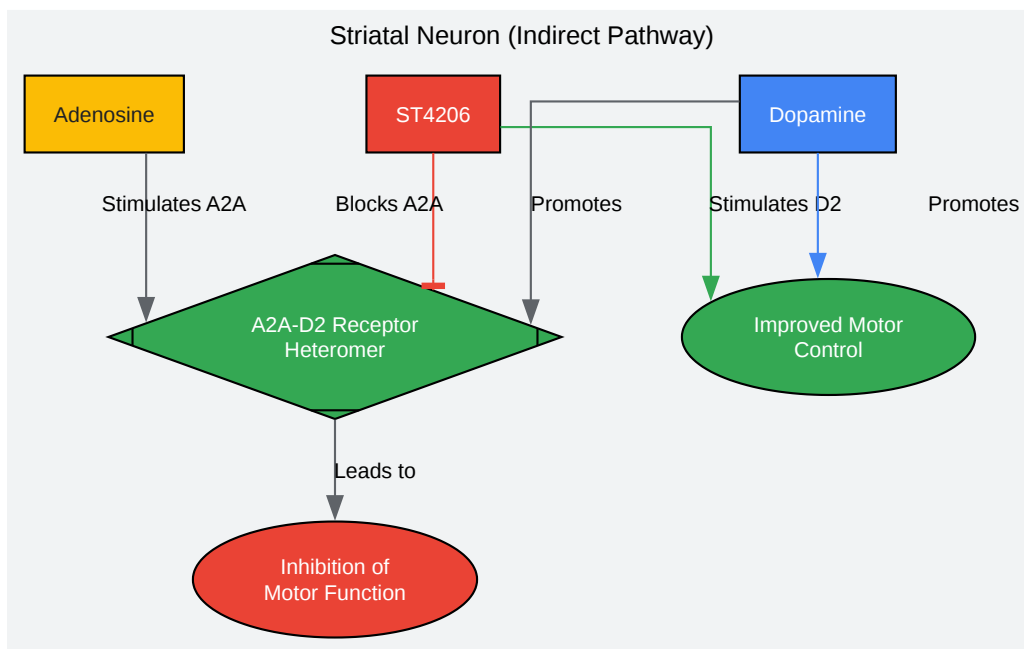 Striatal Neuron (Indirect Pathway)
Adenosine
ST4206
Dopamine
Stimulates A2A
Blocks A2A
Promotes
Stimulates D2
Promotes
A2A-D2 Receptor
Heteromer
Improved Motor
Control
Leads to
Inhibition of
Motor Function